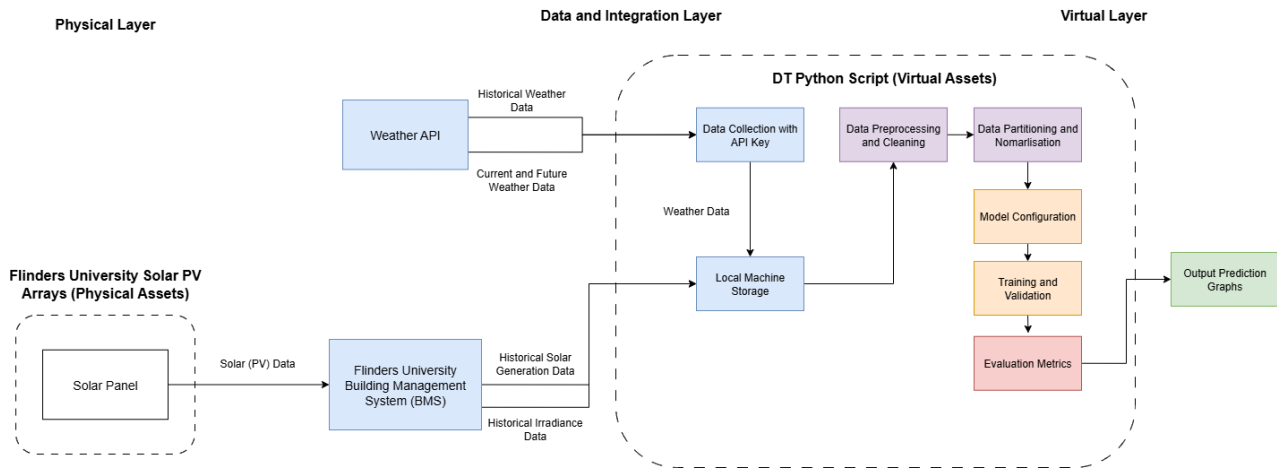 Physical Layer
Data and Integration Layer
Virtual Layer
DT Python Script (Virtual Assets)
Historical Weather
Data
Weather API
Current and Future
Weather Data
Data Collection with
API Key
Data Preprocessing
and Cleaning
Data Partitioning and
Nomarlisation
Weather Data
Model Configuration
Local Machine
Storage
Training and
Validation
Output Prediction
Graphs
Evaluation Metrics
Flinders University Solar PV
Arrays (Physical Assets)
Solar Panel
Solar (PV) Data
Flinders University
Building Management
System (BMS)
Historical Solar
Generation Data
Historical Irradiance
Data